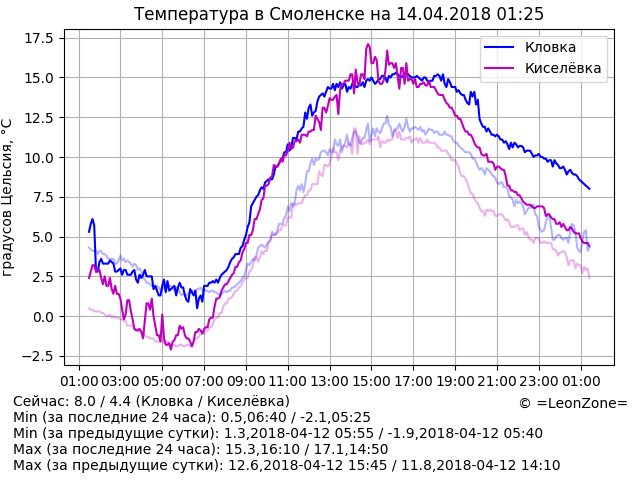 Температура в Смоленске на 14.04.2018 01:25
17.5
15.0
12.5
10.0
7.5
5.0
2.5
0.0
−2.5
градусов Цельсия, °C
Кловка
Киселёвка
01:00 03:00 05:00 07:00 09:00 11:00 13:00 15:00 17:00 19:00 21:00 23:00 01:00
Сейчас: 8.0 / 4.4 (Кловка / Киселёвка)
© =LeonZone=
Min (за последние 24 часа): 0.5,06:40 / -2.1,05:25
Min (за предыдущие сутки): 1.3,2018-04-12 05:55 / -1.9,2018-04-12 05:40
Max (за последние 24 часа): 15.3,16:10 / 17.1,14:50
Max (за предыдущие сутки): 12.6,2018-04-12 15:45 / 11.8,2018-04-12 14:10